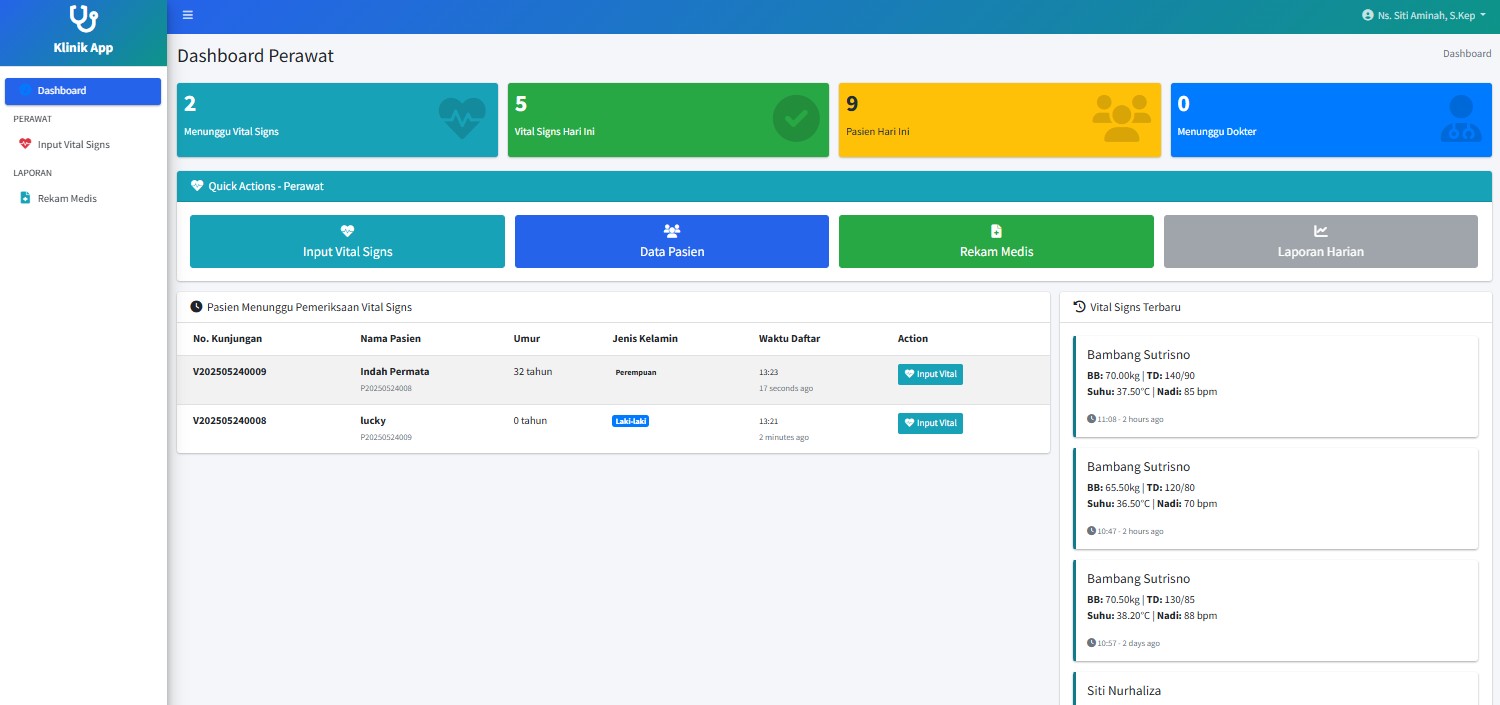 Klinik App
Ns. Siti Aminah, S.Kep
Dashboard
PERAWAT
Input Vital Signs
LAPORAN
Rekam Medis
Dashboard Perawat
Dashboard
2
Menunggu Vital Signs
5
Vital Signs Hari Ini
9
Pasien Hari Ini
0
Menunggu Dokter
Quick Actions - Perawat
Input Vital Signs
Data Pasien
Rekam Medis
Laporan Harian
Pasien Menunggu Pemeriksaan Vital Signs
No. Kunjungan Nama Pasien Umur Jenis Kelamin Waktu Daftar Action
V202505240009 Indah Permata 32 tahun Perempuan 13:23 Input Vital
P20250524008 17 seconds ago
V202505240008 lucky 0 tahun Laki-laki 13:21 Input Vital
P20250524009 2 minutes ago
Vital Signs Terbaru
Bambang Sutrisno
BB: 70.00kg | TD: 140/90
Suhu: 37.50°C | Nadi: 85 bpm
11:08 - 2 hours ago
Bambang Sutrisno
BB: 65.50kg | TD: 120/80
Suhu: 36.50°C | Nadi: 70 bpm
10:47 - 2 hours ago
Bambang Sutrisno
BB: 70.50kg | TD: 130/85
Suhu: 38.20°C | Nadi: 88 bpm
10:57 - 2 days ago
Siti Nurhaliza